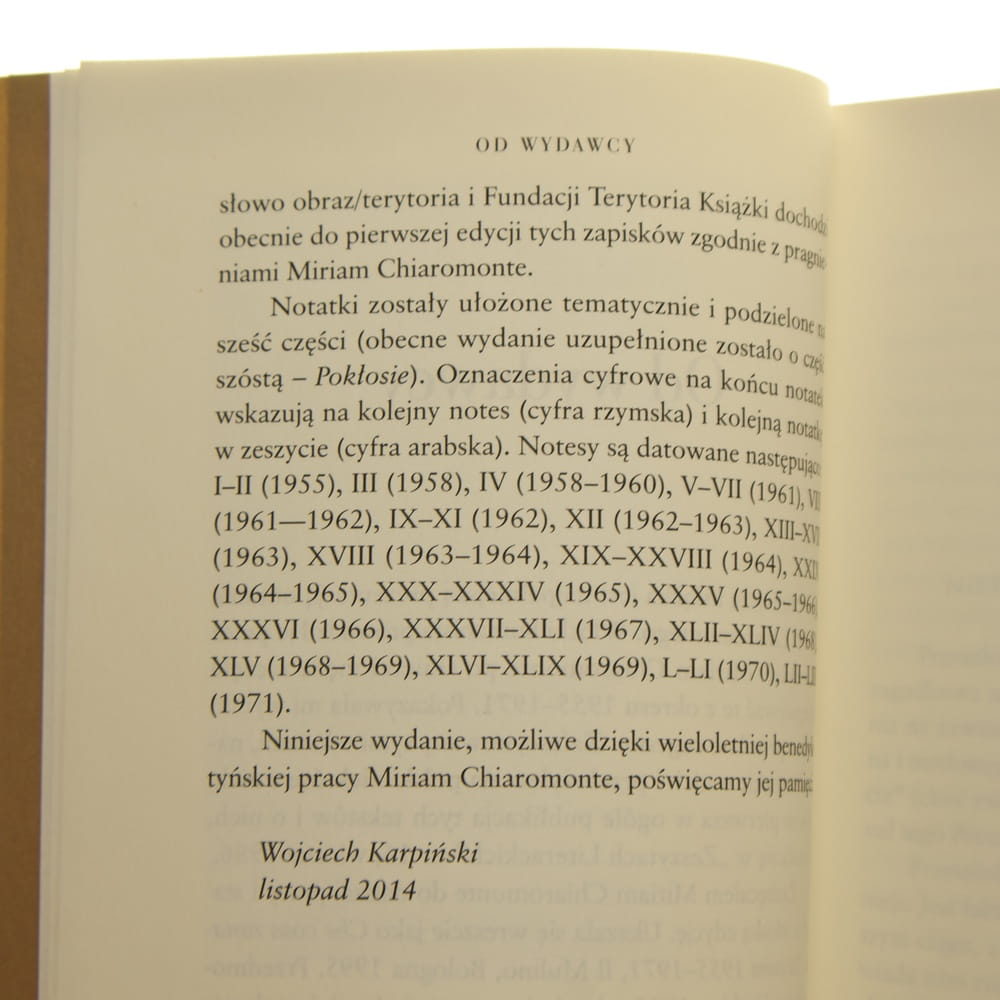 OD WYDAWCY
słowo obraz/terytoria i Fundacji Terytoria Książki
obecnie do pierwszej edycji tych zapisków zgodnie z
niami Miriam Chiaromonte.
Notatki zostały ułożone tematycznie i podzielone
sześć części (obecne wydanie uzupełnione zostało o
szóstą – Pokłosie). Oznaczenia cyfrowe na końcu
wskazują na kolejny notes (cyfra rzymska) i kolejną
w zeszycie (cyfra arabska). Notesy są datowane
I–II (1955), III (1958), IV (1958–1960), V–VII (1961),
(1961—1962), IX–XI (1962), XII (1962–1963),
(1963), XVIII (1963–1964), XIX–XXVIII (1964),
(1964–1965), XXX–XXXIV (1965), XXXV
XXXVI (1966), XXXVII–XLI (1967), XLII–XLIV
XLV (1968–1969), XLVI–XLIX (1969), L–LI (1970),
(1971).
Niniejsze wydanie, możliwe dzięki wieloletniej
tyńskiej pracy Miriam Chiaromonte, poświęcamy jej
Wojciech Karpiński
listopad 2014